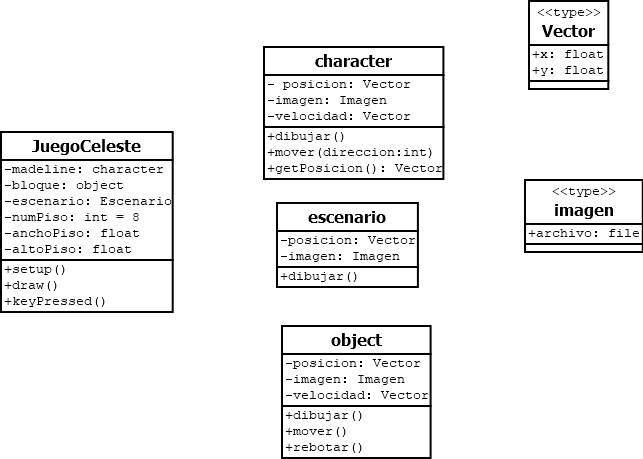 JuegoCeleste
-madeline: character
-bloque: object
-escenario: Escenario
-numPiso: int = 8
-anchoPiso: float
-altoPiso: float
+setup()
+draw()
+keyPressed()
character
- posicion: Vector
-imagen: Imagen
-velocidad: Vector
+dibujar()
+mover(direccion:int)
+getPosicion(): Vector
escenario
-posicion: Vector
-imagen: Imagen
+dibujar()
object
-posicion: Vector
-imagen: Imagen
-velocidad: Vector
+dibujar()
+mover()
+rebotar()
<<type>>
Vector
+x: float
+y: float
<<type>>
imagen
+archivo: file